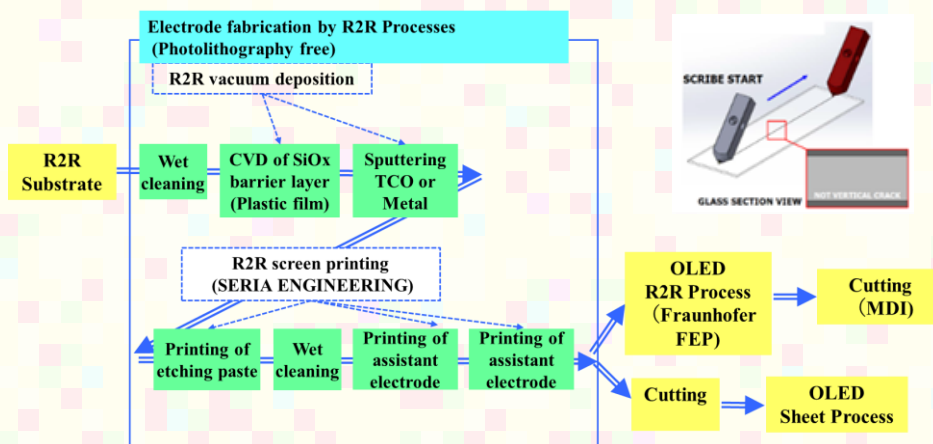 Electrode fabrication by R2R Processes
(Photolithography free)
R2R vacuum deposition
SCRIBE START
R2R
Substrate
Wet
cleaning
CVD of SiOx
barrier layer
(Plastic film)
Sputtering
TCO or
Metal
NOT VERTICAL CRACK
GLASS SECTION VIEW
R2R screen printing
(SERIA ENGINEERING)
OLED
R2R Process
（Fraunhofer
FEP)
Cutting
（MDI)
Printing of
etching paste
Wet
cleaning
Printing of
assistant
electrode
Printing of
assistant
electrode
Cutting
OLED
Sheet Process